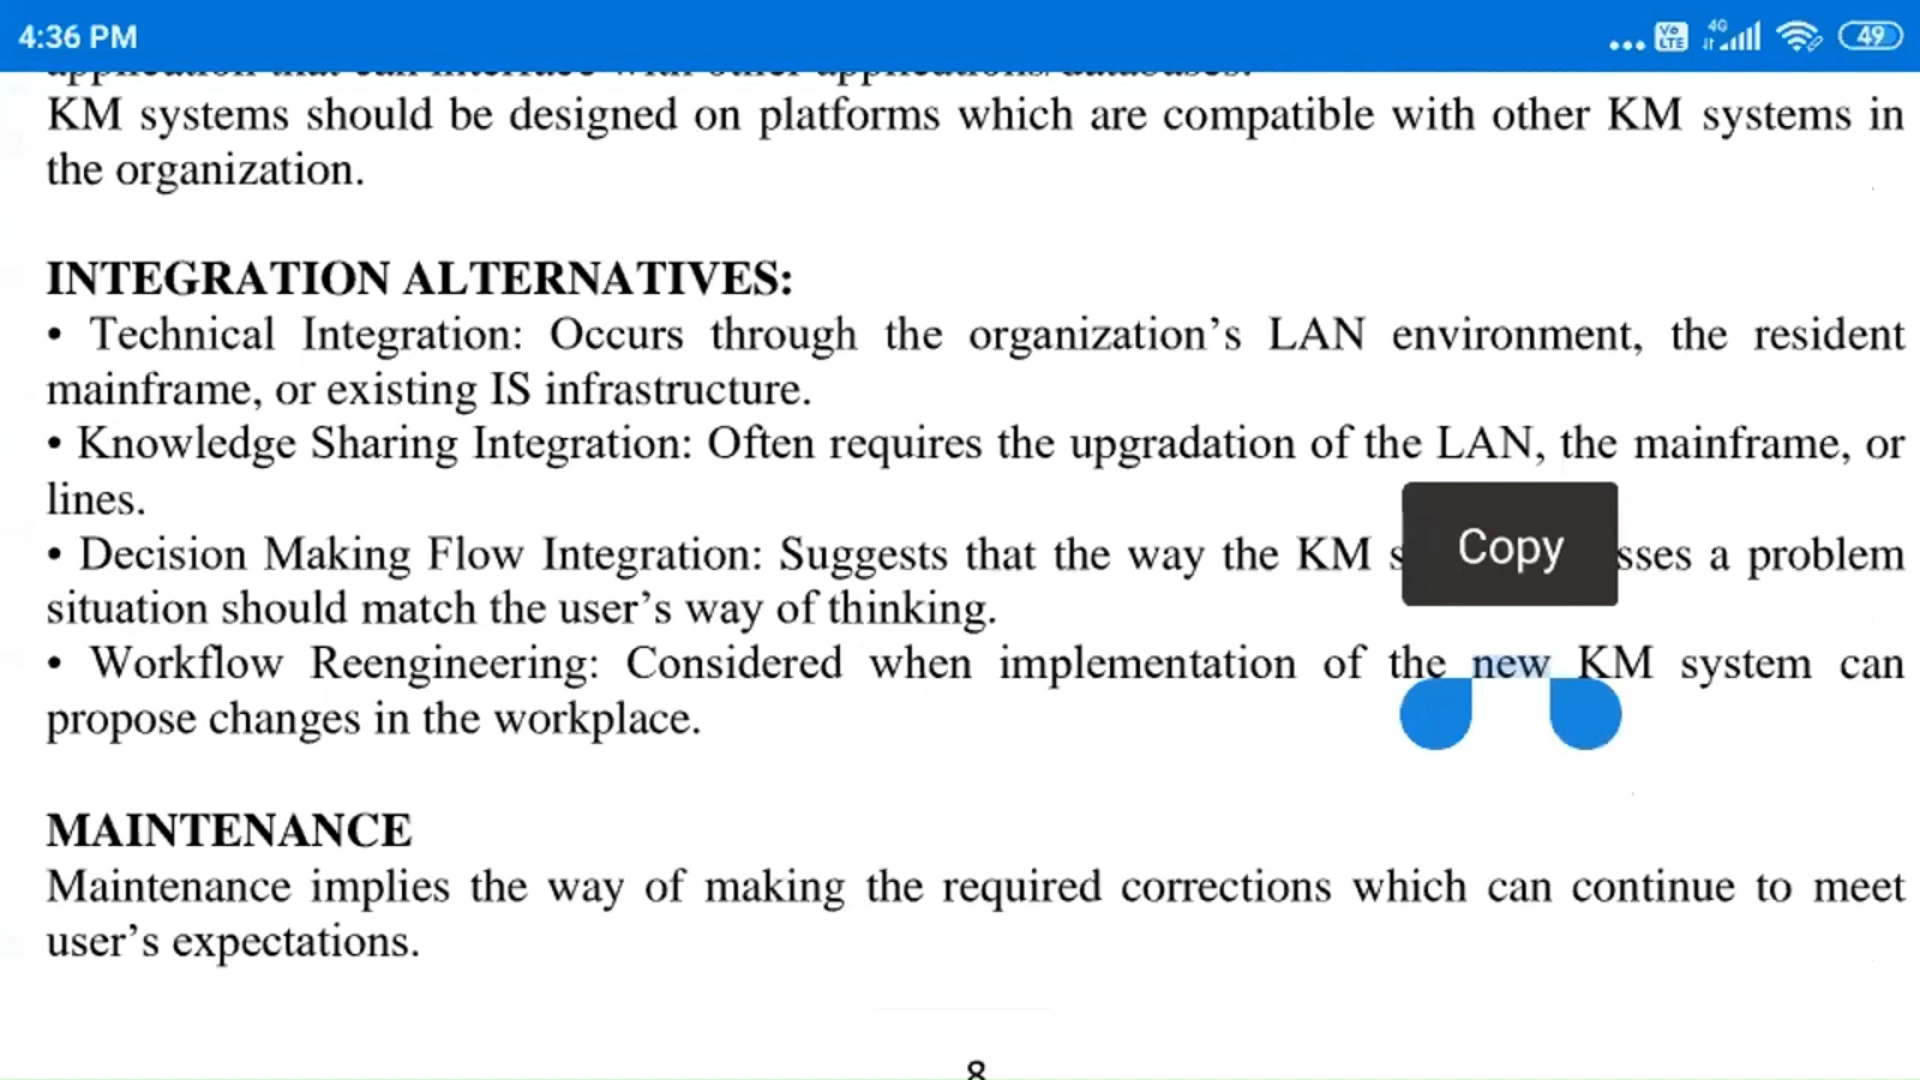 4:36 PM
Vo LTE
4G
49
KM systems should be designed on platforms which are compatible with other KM systems in
the organization.
INTEGRATION ALTERNATIVES:
• Technical Integration: Occurs through the organization’s LAN environment, the resident
mainframe, or existing IS infrastructure.
• Knowledge Sharing Integration: Often requires the upgradation of the LAN, the mainframe, or
lines.
• Decision Making Flow Integration: Suggests that the way the KM a problem
Copy
situation should match the user’s way of thinking.
• Workflow Reengineering: Considered when implementation of the new KM system can
propose changes in the workplace.
MAINTENANCE
Maintenance implies the way of making the required corrections which can continue to meet
user’s expectations.
8